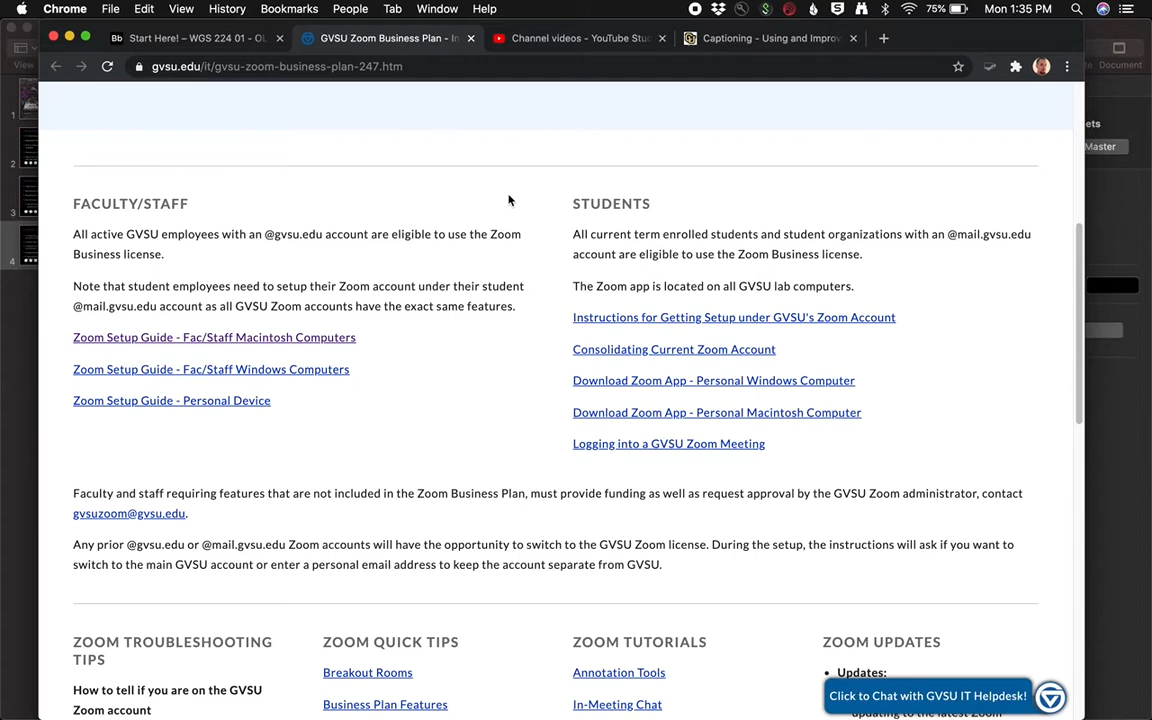 Chrome File Edit View History Bookmarks People Tab Window Help 75% Mon 1:35 PM
Start Here! – WGS 224 01 - OL
GVSU Zoom Business Plan - In
Channel videos - YouTube Stu
Captioning - Using and Improv
gvsu.edu/it/gvsu-zoom-business-plan-247.htm
View
Document
Master
1
2
3
4
FACULTY/STAFF
All active GVSU employees with an @gvsu.edu account are eligible to use the Zoom
Business license.
Note that student employees need to setup their Zoom account under their student
@mail.gvsu.edu account as all GVSU Zoom accounts have the exact same features.
Zoom Setup Guide - Fac/Staff Macintosh Computers
Zoom Setup Guide - Fac/Staff Windows Computers
Zoom Setup Guide - Personal Device
STUDENTS
All current term enrolled students and student organizations with an @mail.gvsu.edu
account are eligible to use the Zoom Business license.
The Zoom app is located on all GVSU lab computers.
Instructions for Getting Setup under GVSU's Zoom Account
Consolidating Current Zoom Account
Download Zoom App - Personal Windows Computer
Download Zoom App - Personal Macintosh Computer
Logging into a GVSU Zoom Meeting
Faculty and staff requiring features that are not included in the Zoom Business Plan, must provide funding as well as request approval by the GVSU Zoom administrator, contact
gvsuzoom@gvsu.edu.
Any prior @gvsu.edu or @mail.gvsu.edu Zoom accounts will have the opportunity to switch to the GVSU Zoom license. During the setup, the instructions will ask if you want to
switch to the main GVSU account or enter a personal email address to keep the account separate from GVSU.
ZOOM TROUBLESHOOTING
TIPS
How to tell if you are on the GVSU
Zoom account
ZOOM QUICK TIPS
Breakout Rooms
Business Plan Features
ZOOM TUTORIALS
Annotation Tools
In-Meeting Chat
ZOOM UPDATES
Updates:
Click to Chat with GVSU IT Helpdesk!